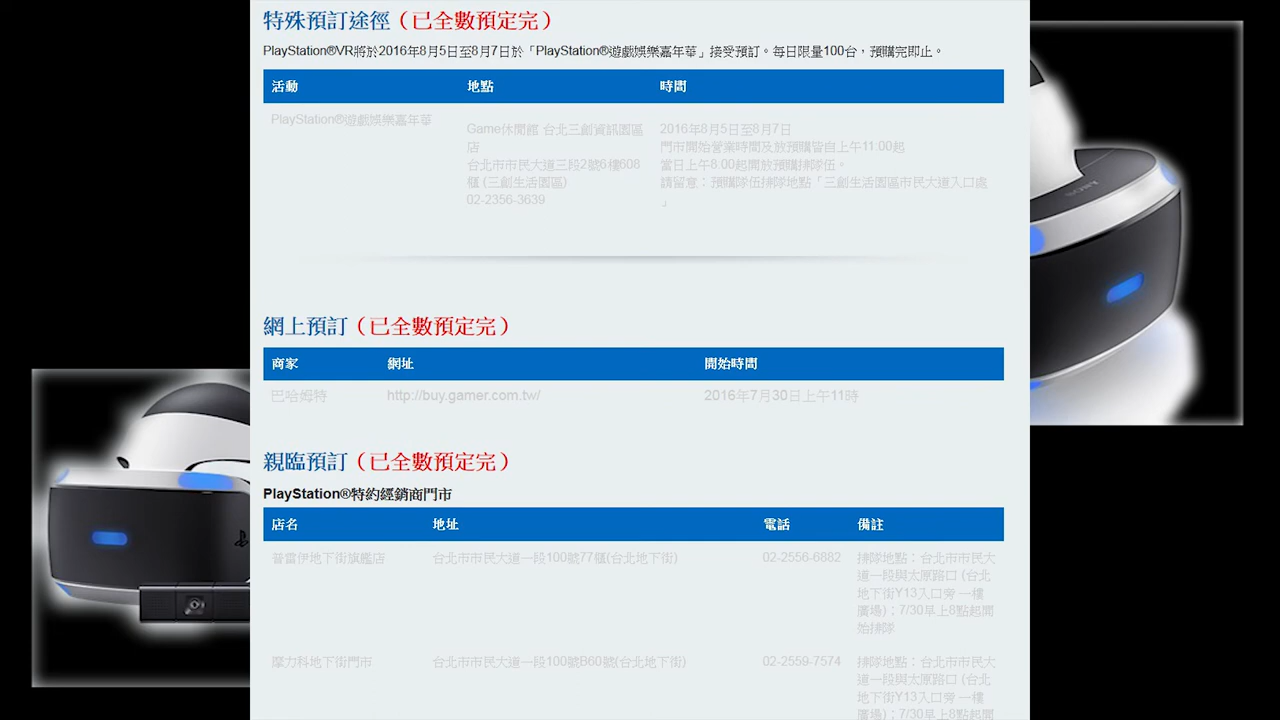 特殊預訂途徑（已全數預定完）
PlayStation®VR將於2016年8月5日至8月7日於「PlayStation®遊戲娛樂嘉年華」接受預訂。每日限量100台，預購完即止。
活動 地點 時間
PlayStation®遊戲娛樂嘉年華
Game休閒館 台北三創資訊園區
店
台北市市民大道三段2號6樓608
櫃 (三創生活園區)
02-2356-3639
2016年8月5日至8月7日
門市開始營業時間及放預購皆自上午11:00起
當日上午8:00起開放預購排隊伍。
請留意：預購隊伍排隊地點「三創生活園區市民大道入口處
」
網上預訂（已全數預定完）
商家 網址 開始時間
巴哈姆特 http://buy.gamer.com.tw/ 2016年7月30日上午11時
親臨預訂（已全數預定完）
PlayStation®特約經銷商門市
店名 地址 電話 備註
普雷伊地下街旗艦店 台北市市民大道一段100號77櫃(台北地下街) 02-2556-6882 排隊地點：台北市市民大
道一段與太原路口 (台北
地下街Y13入口旁 一樓
廣場)；7/30早上8點起開
始排隊
摩力科地下街門市 台北市市民大道一段100號B60號(台北地下街) 02-2559-7574 排隊地點：台北市市民大
道一段與太原路口 (台北
地下街Y13入口旁 一樓
廣場)；7/30早上8點起開
SONY